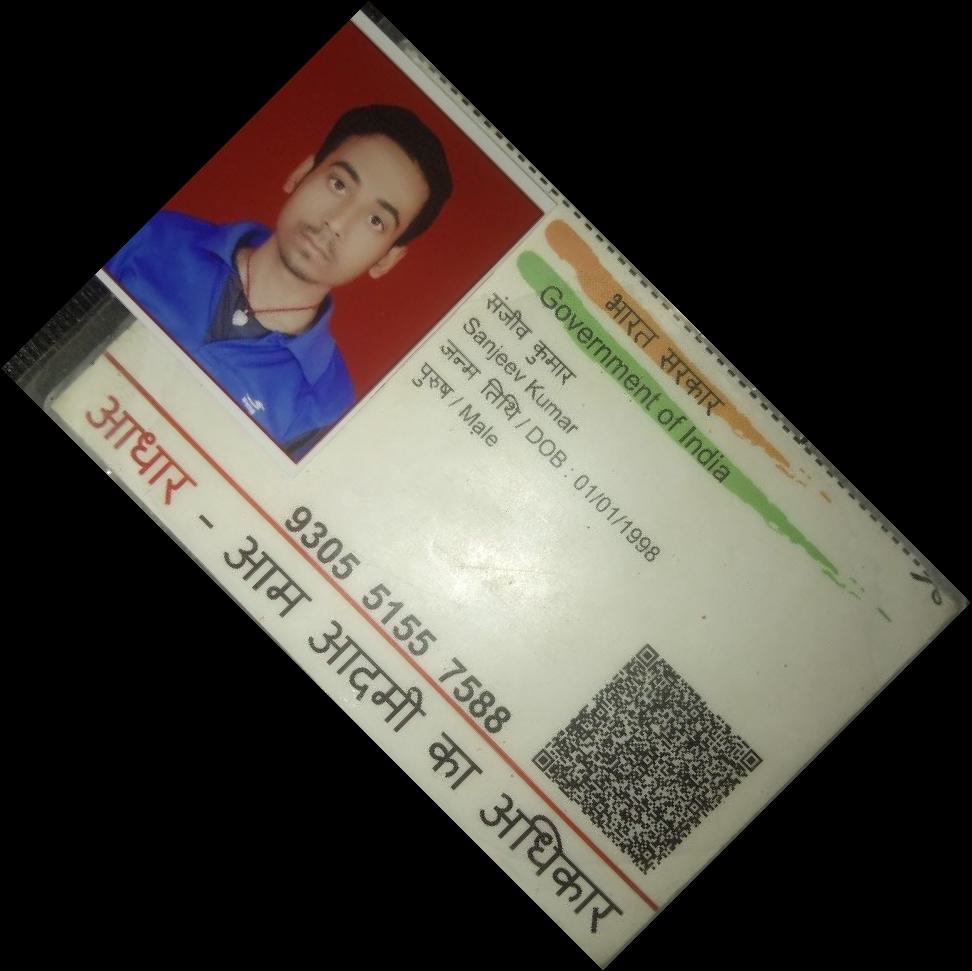 भारत सरकार
Government of India
संजीव कुमार
Sanjeev Kumar
जन्म तिथि / DOB : 01/01/1998
पुरुष / Male
9305 5155 7588
आधार - आम आदमी का अधिकार